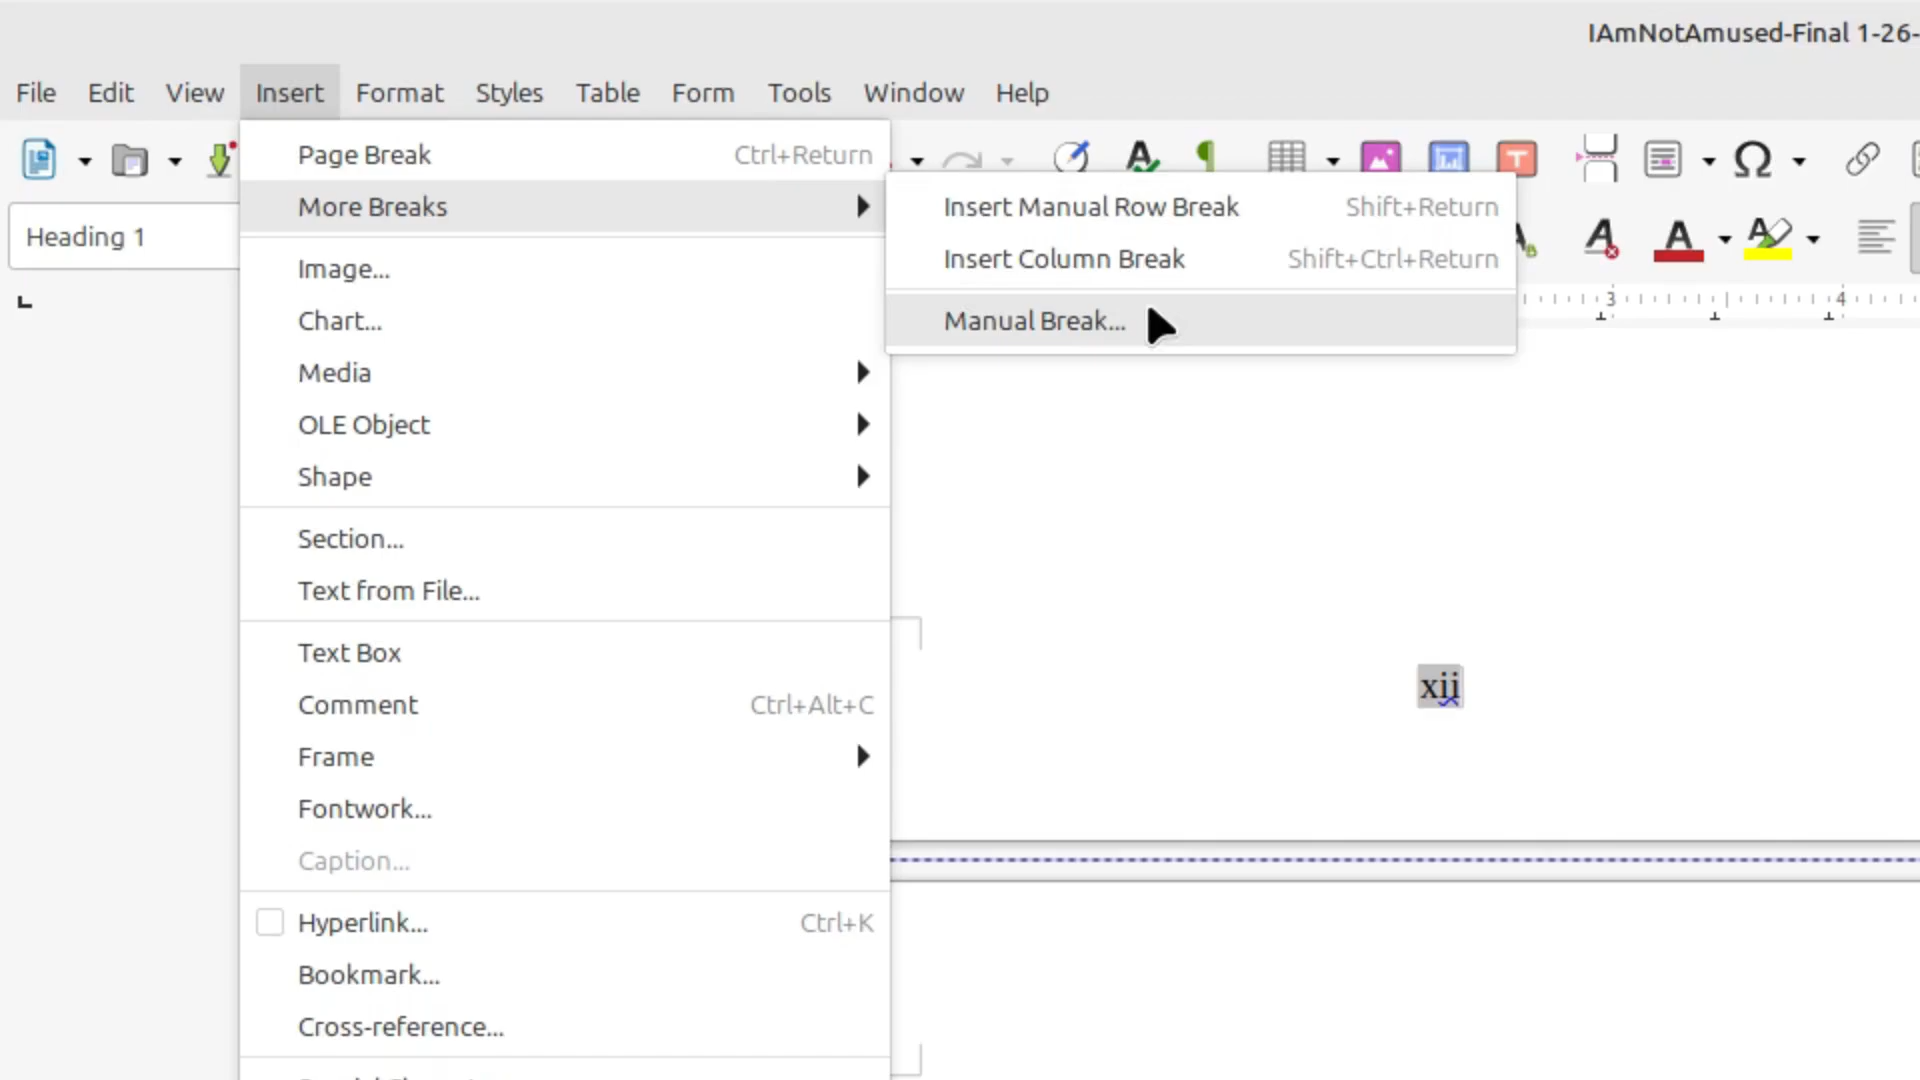 IAmNotAmused-Final 1-26-
File Edit View Insert Format Styles Table Form Tools Window Help
Page Break Ctrl+Return
More Breaks
Insert Manual Row Break Shift+Return
Insert Column Break Shift+Ctrl+Return
Manual Break...
Heading 1
3 4
Image...
Chart...
Media
OLE Object
Shape
Section...
Text from File...
Text Box
Comment Ctrl+Alt+C
Frame
Fontwork...
Caption...
Hyperlink... Ctrl+K
Bookmark...
Cross-reference...
xii